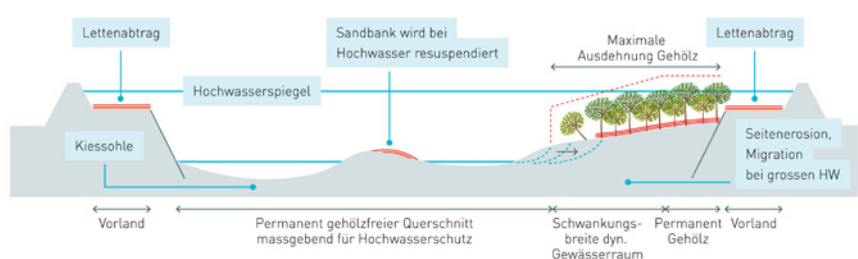 Lettenabtrag
Sandbank wird bei
Hochwasser resuspendiert
Maximale
Ausdehnung Gehölz
Lettenabtrag
Hochwasserspiegel
Kiessohle
Seitenerosion,
Migration
bei grossen HW
Vorland
Permanent gehölzfreier Querschnitt
massgebend für Hochwasserschutz
Schwankungs-
breite dyn.
Gewässerraum
Permanent
Gehölz
Vorland